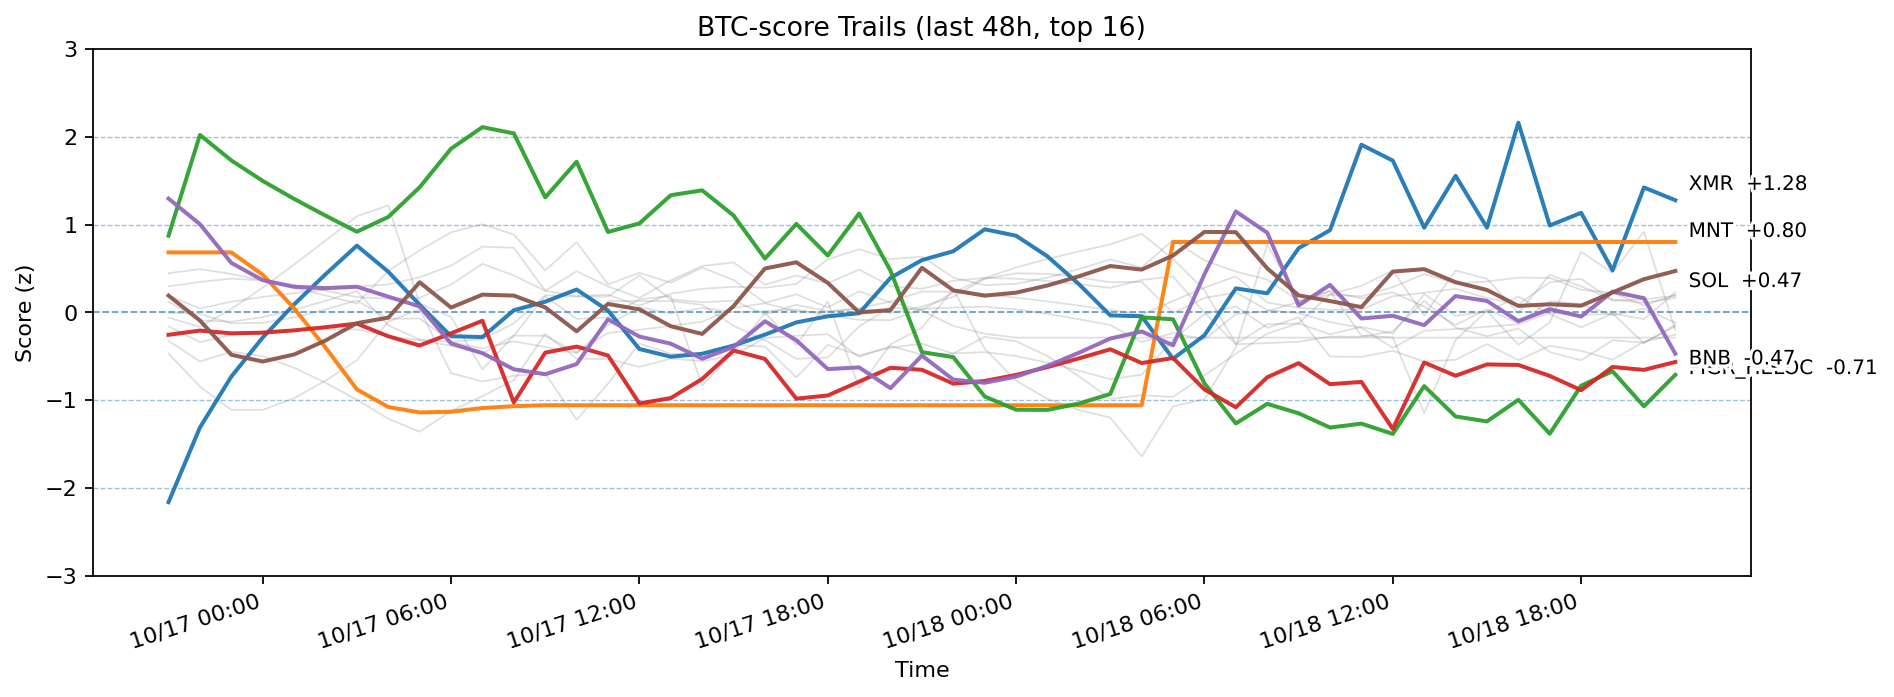 BTC-score Trails (last 48h, top 16)
Score (z)
3
2
1
0
−1
−2
−3
XMR +1.28
MNT +0.80
SOL +0.47
BNB -0.47
-0.71
10/17 00:00
10/17 06:00
10/17 12:00
10/17 18:00
10/18 00:00
10/18 06:00
10/18 12:00
10/18 18:00
Time